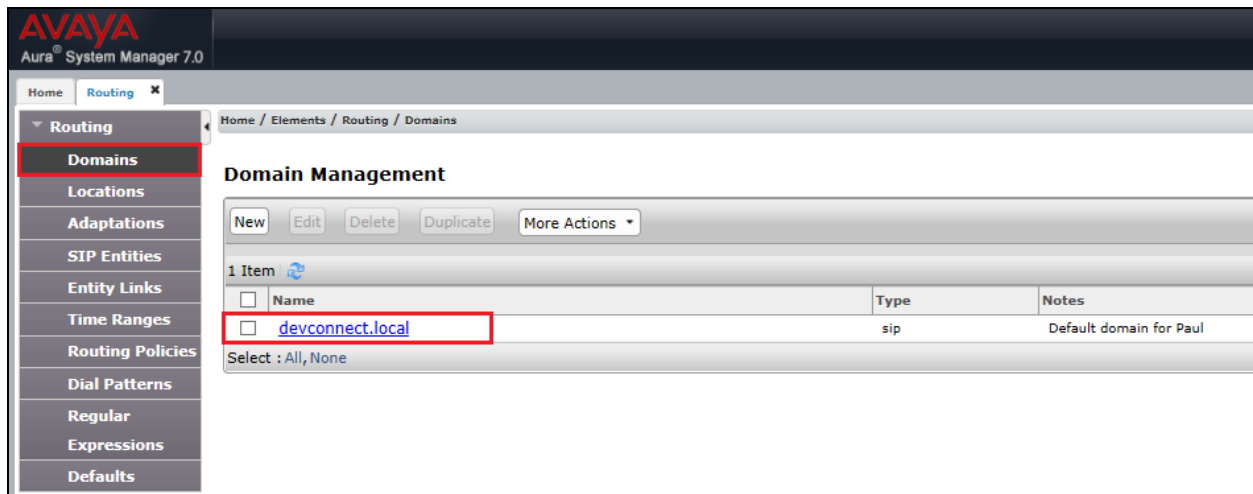 AVAYA
Aura® System Manager 7.0
Home
Routing ✖
Routing
Domains
Locations
Adaptations
SIP Entities
Entity Links
Time Ranges
Routing Policies
Dial Patterns
Regular
Expressions
Defaults
Home / Elements / Routing / Domains
Domain Management
New Edit Delete Duplicate More Actions
1 Item
Name Type Notes
devconnect.local sip Default domain for Paul
Select : All, None